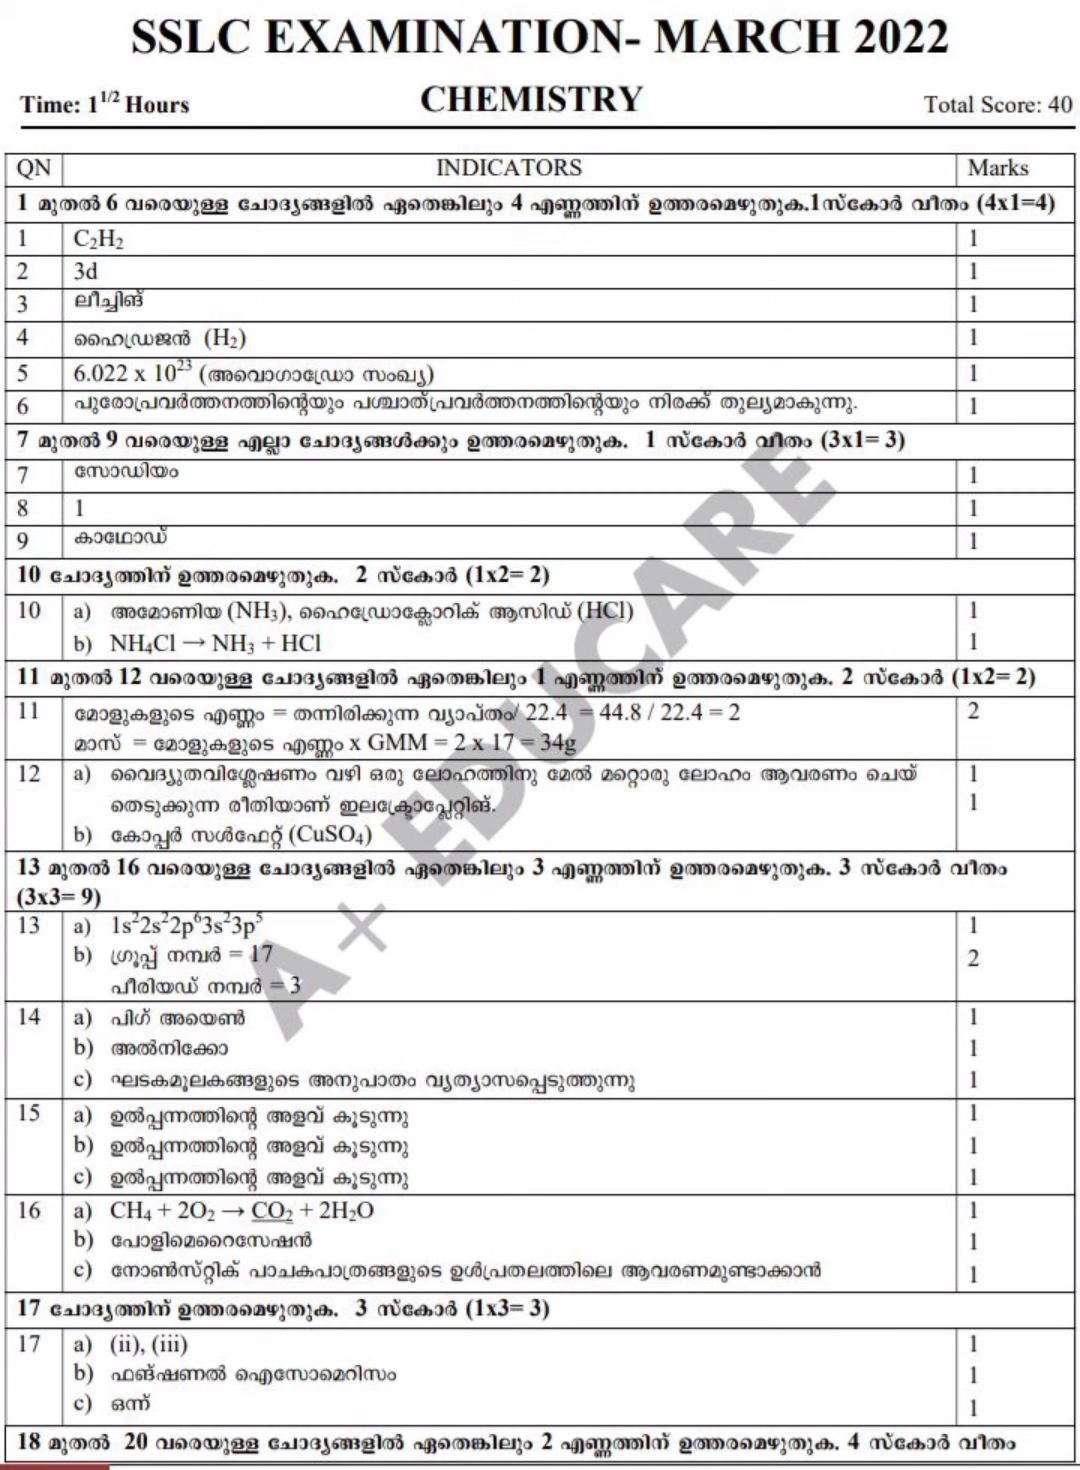 SSLC EXAMINATION- MARCH 2022
Time: 1 1/2 Hours CHEMISTRY Total Score: 40
QN INDICATORS Marks
1 മുതൽ 6 വരെയുള്ള ചോദ്യങ്ങളിൽ ഏതെങ്കിലും 4 എണ്ണത്തിന് ഉത്തരമെഴുതുക.1സ്കോർ വീതം (4x1=4)
1 C₂H₂ 1
2 3d 1
3 ലീച്ചിങ് 1
4 ഹൈഡ്രജൻ (H₂) 1
5 6.022 x 10²³ (അവൊഗാഡ്രോ സംഖ്യ) 1
6 പുരോപ്രവർത്തനത്തിന്റെയും പശ്ചാത്പ്രവർത്തനത്തിന്റെയും നിരക്ക് തുല്യമാകുന്നു. 1
7 മുതൽ 9 വരെയുള്ള എല്ലാ ചോദ്യങ്ങൾക്കും ഉത്തരമെഴുതുക. 1 സ്കോർ വീതം (3x1= 3)
7 സോഡിയം 1
8 1 1
9 കാഥോഡ് 1
10 ചോദ്യത്തിന് ഉത്തരമെഴുതുക. 2 സ്കോർ (1x2= 2)
10 a) അമോണിയ (NH₃), ഹൈഡ്രോക്ലോറിക് ആസിഡ് (HCl) 1
b) NH₄Cl → NH₃ + HCl 1
11 മുതൽ 12 വരെയുള്ള ചോദ്യങ്ങളിൽ ഏതെങ്കിലും 1 എണ്ണത്തിന് ഉത്തരമെഴുതുക. 2 സ്കോർ (1x2= 2)
11 മോളുകളുടെ എണ്ണം = തന്നിരിക്കുന്ന വ്യാപ്തം/ 22.4 = 44.8 / 22.4 = 2 2
മാസ് = മോളുകളുടെ എണ്ണം x GMM = 2 x 17 = 34g
12 a) വൈദ്യുതവിശ്ലേഷണം വഴി ഒരു ലോഹത്തിനു മേൽ മറ്റൊരു ലോഹം ആവരണം ചെയ് 1
തെടുക്കുന്ന രീതിയാണ് ഇലക്ട്രോപ്ലേറ്റിങ്. 1
b) കോപ്പർ സൾഫേറ്റ് (CuSO₄)
13 മുതൽ 16 വരെയുള്ള ചോദ്യങ്ങളിൽ ഏതെങ്കിലും 3 എണ്ണത്തിന് ഉത്തരമെഴുതുക. 3 സ്കോർ വീതം
(3x3= 9)
13 a) 1s²2s²2p⁶3s²3p⁵ 1
b) ഗ്രൂപ്പ് നമ്പർ = 17 2
പീരിയഡ് നമ്പർ = 3
14 a) പിഗ് അയെൺ 1
b) അൽനിക്കോ 1
c) ഘടകമൂലകങ്ങളുടെ അനുപാതം വ്യത്യാസപ്പെടുത്തുന്നു 1
15 a) ഉൽപ്പന്നത്തിന്റെ അളവ് കൂടുന്നു 1
b) ഉൽപ്പന്നത്തിന്റെ അളവ് കൂടുന്നു 1
c) ഉൽപ്പന്നത്തിന്റെ അളവ് കൂടുന്നു 1
16 a) CH₄ + 2O₂ → CO₂ + 2H₂O 1
b) പോളിമെറൈസേഷൻ 1
c) നോൺസ്റ്റിക് പാചകപാത്രങ്ങളുടെ ഉൾപ്രതലത്തിലെ ആവരണമുണ്ടാക്കാൻ 1
17 ചോദ്യത്തിന് ഉത്തരമെഴുതുക. 3 സ്കോർ (1x3= 3)
17 a) (ii), (iii) 1
b) ഫങ്ഷണൽ ഐസോമെറിസം 1
c) ഒന്ന് 1
18 മുതൽ 20 വരെയുള്ള ചോദ്യങ്ങളിൽ ഏതെങ്കിലും 2 എണ്ണത്തിന് ഉത്തരമെഴുതുക. 4 സ്കോർ വീതം
A+ EDUCARE